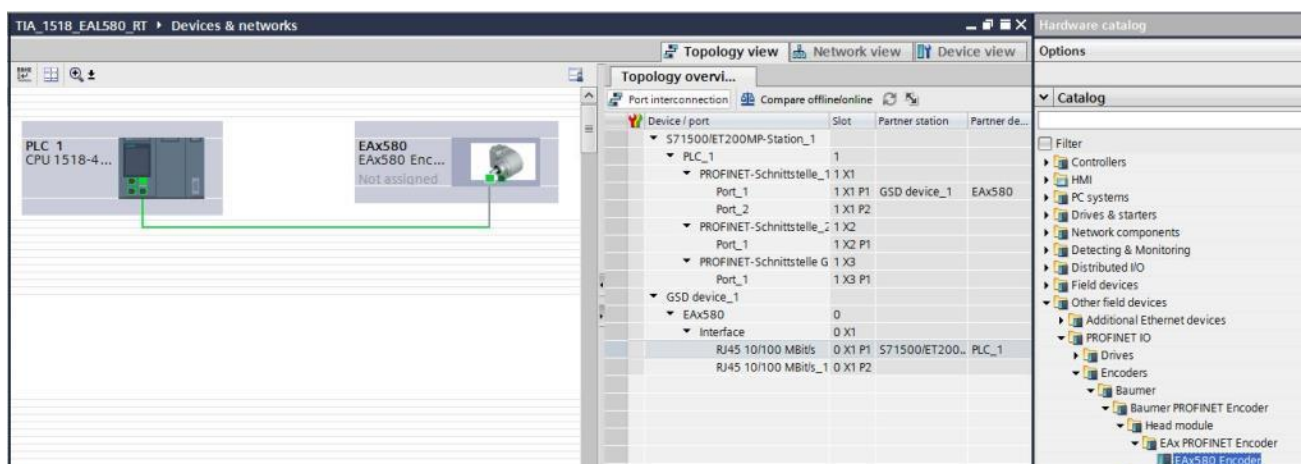 TIA_1518_EAL580_RT ▸ Devices & networks
Hardware catalog
Topology view
Network view
Device view
Options
Topology overvi...
Port interconnection
Compare offline/online
Catalog
Device / port Slot Partner station Partner de...
S71500/ET200MP-Station_1
PLC_1 1
PROFINET-Schnittstelle_1 1 X1
Port_1 1 X1 P1 GSD device_1 EAx580
Port_2 1 X1 P2
PROFINET-Schnittstelle_2 1 X2
Port_1 1 X2 P1
PROFINET-Schnittstelle G 1 X3
Port_1 1 X3 P1
GSD device_1
EAx580 0
Interface 0 X1
RJ45 10/100 MBit/s 0 X1 P1 S71500/ET200... PLC_1
RJ45 10/100 MBit/s_1 0 X1 P2
PLC 1
CPU 1518-4...
EAx580
EAx580 Enc...
Not assigned
Filter
Controllers
HMI
PC systems
Drives & starters
Network components
Detecting & Monitoring
Distributed I/O
Field devices
Other field devices
Additional Ethernet devices
PROFINET IO
Drives
Encoders
Baumer
Baumer PROFINET Encoder
Head module
EAx PROFINET Encoder
EAx580 Encoder